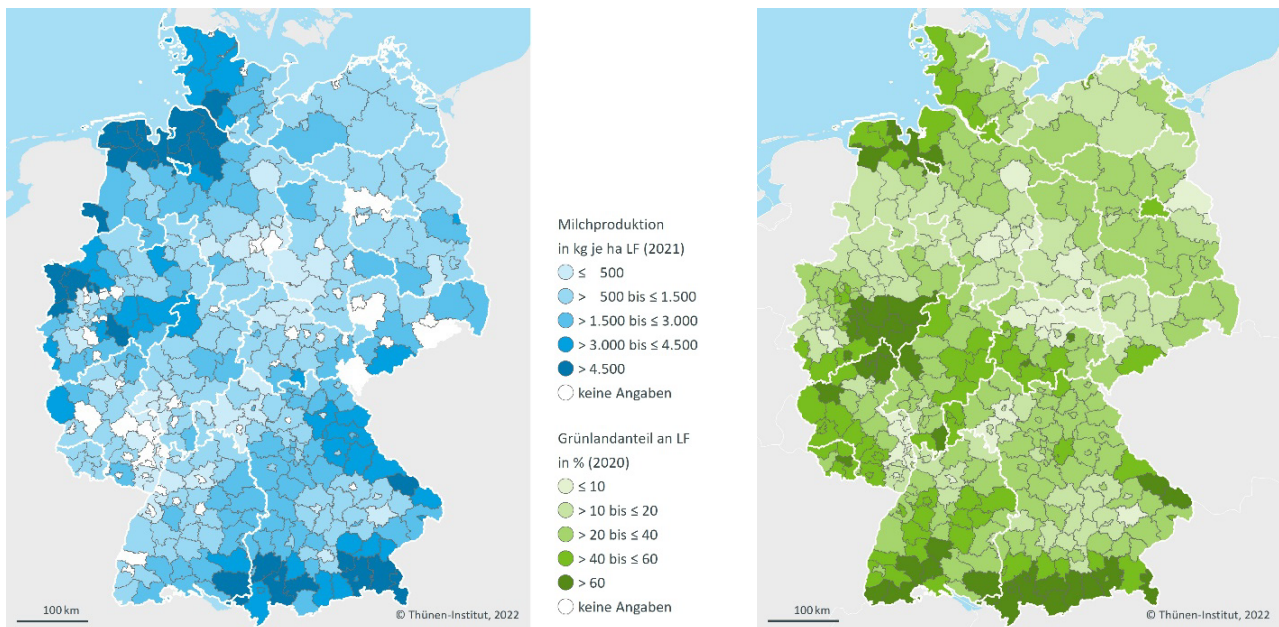 Milchproduktion
in kg je ha LF (2021)
≤ 500
> 500 bis ≤ 1.500
> 1.500 bis ≤ 3.000
> 3.000 bis ≤ 4.500
> 4.500
keine Angaben
Grünlandanteil an LF
in % (2020)
≤ 10
> 10 bis ≤ 20
> 20 bis ≤ 40
> 40 bis ≤ 60
> 60
keine Angaben
100 km
© Thünen-Institut, 2022
100 km
© Thünen-Institut, 2022